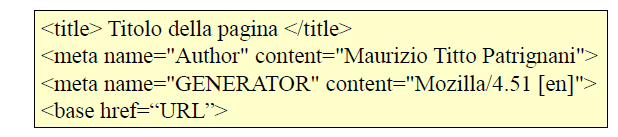 <title> Titolo della pagina </title>
<meta name="Author" content="Maurizio Titto Patrignani">
<meta name="GENERATOR" content="Mozilla/4.51 [en]">
<base href=“URL”>